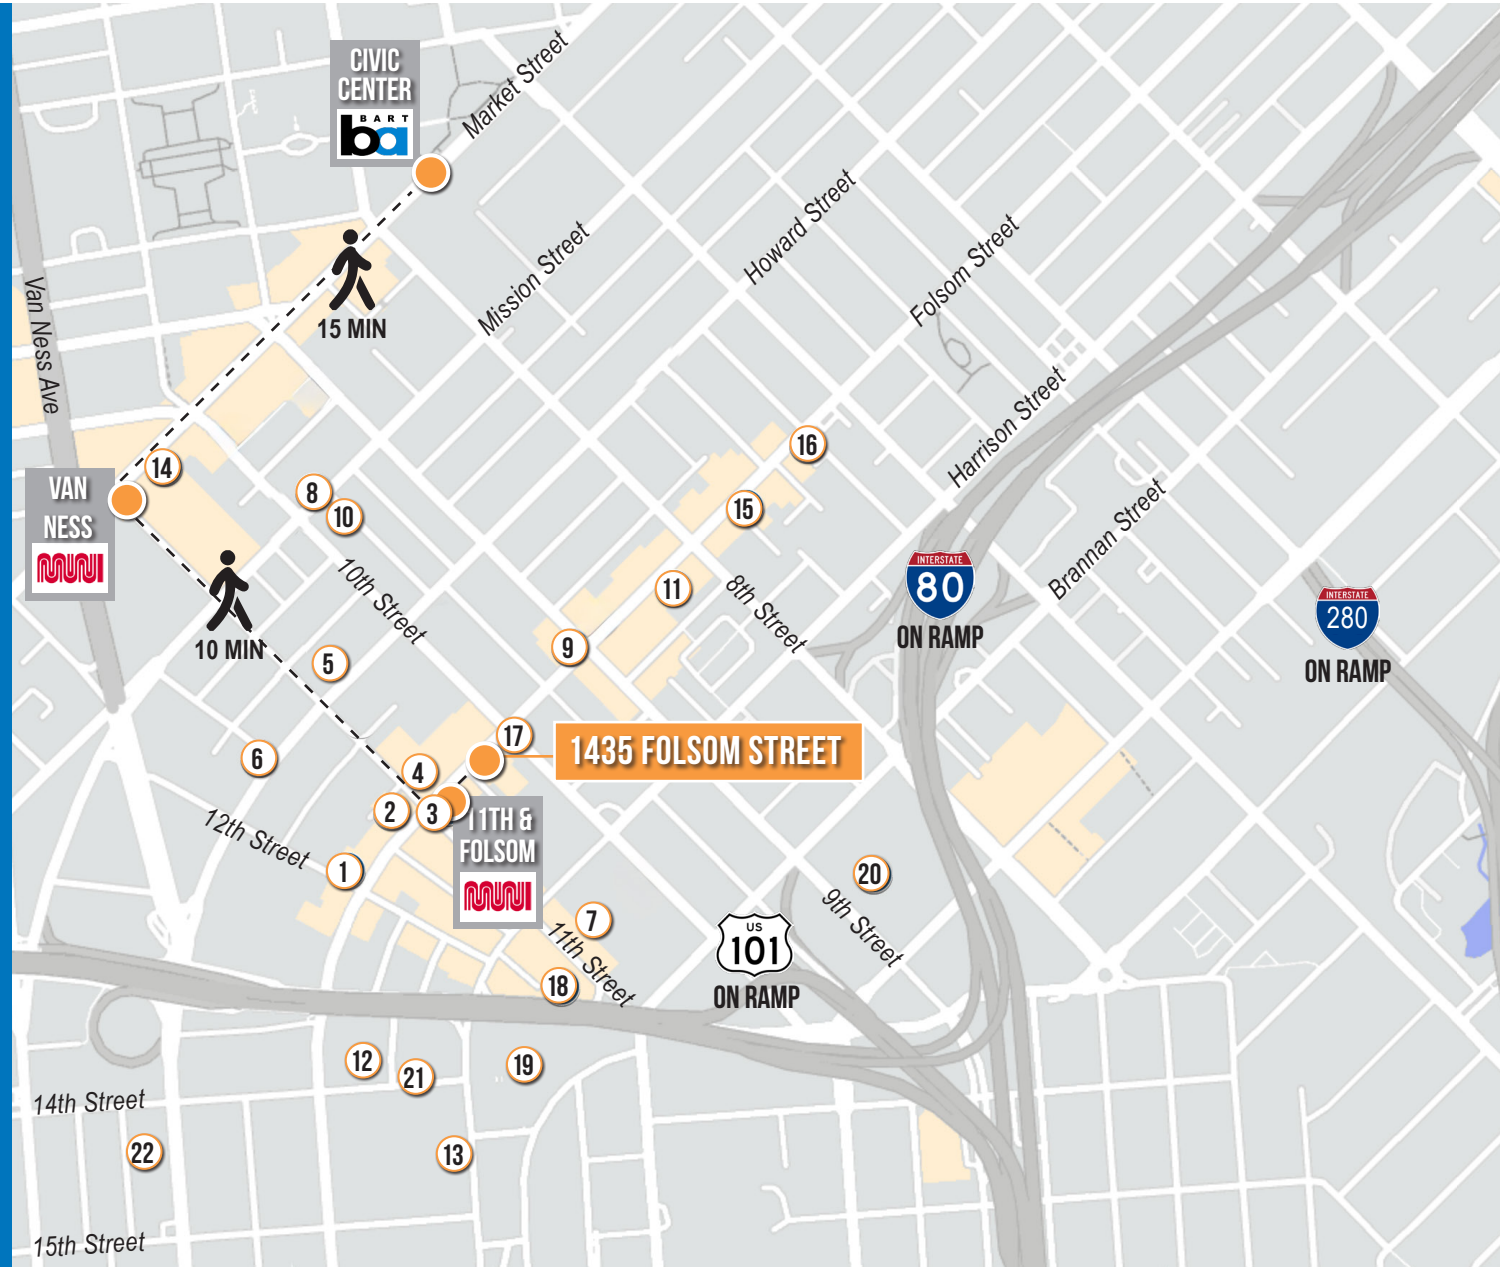 CIVIC
CENTER
BART
ba
Market Street
Mission Street
Howard Street
Folsom Street
Van Ness Ave
15 MIN
Harrison Street
16
14
VAN
NESS
MUNI
8
10
15
Brannan Street
10th Street
11
8th Street
INTERSTATE
80
ON RAMP
INTERSTATE
280
ON RAMP
10 MIN
5
9
17
1435 FOLSOM STREET
6
4
2
3
11TH &
FOLSOM
MUNI
12th Street
1
20
9th Street
7
11th Street
US
101
ON RAMP
18
12
21
19
14th Street
22
13
15th Street